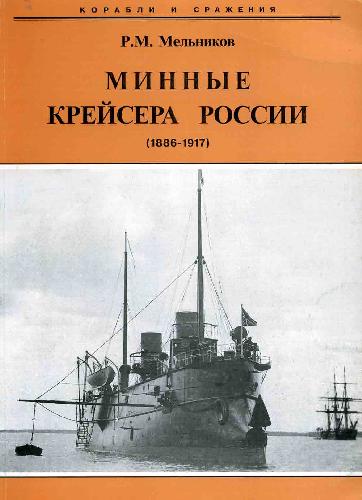 КОРАБЛИ И СРАЖЕНИЯ
Р.М. Мельников
МИННЫЕ
КРЕЙСЕРА РОССИИ
(1886-1917)